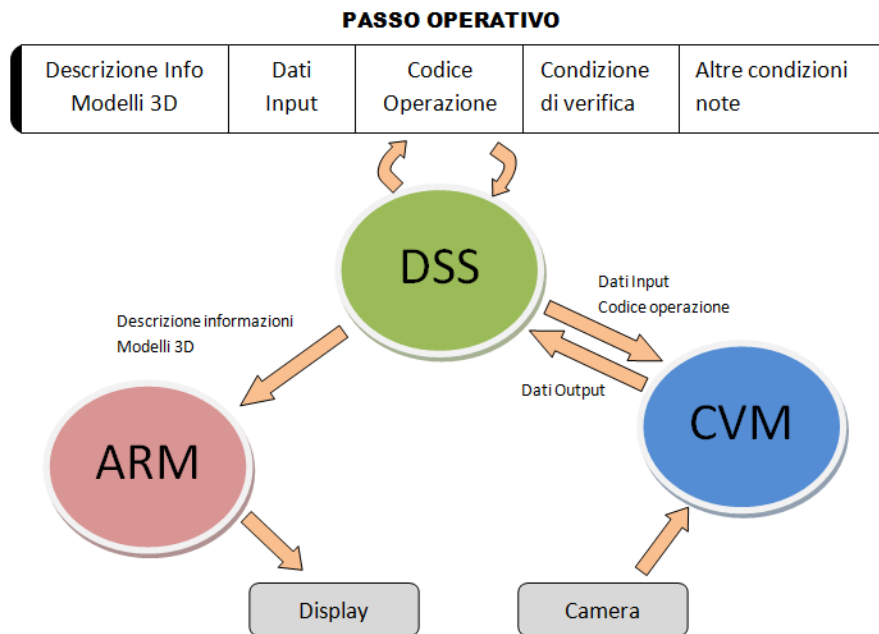 PASSO OPERATIVO
Descrizione Info
Modelli 3D
Dati
Input
Codice
Operazione
Condizione
di verifica
Altre condizioni
note
DSS
Dati Input
Codice operazione
Descrizione informazioni
Modelli 3D
Dati Output
CVM
ARM
Display
Camera